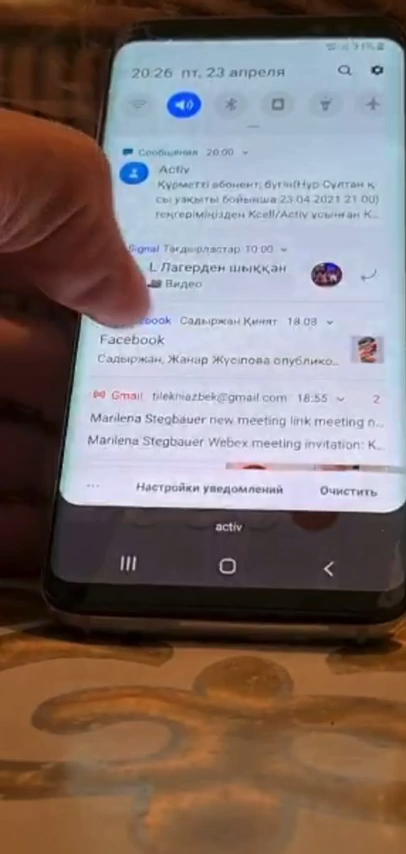 20:26 пт, 23 апреля
Сообщения 20:00
Activ
Құрметті абонент, бүгін(Нұр Сұлтан қ
сы уақыты бойынша 23.04.2021 21:00)
теңгеріміңізден Kcell/Activ ұсынған К...
Signal Тағдырластар 10:00
L Лагерден шыққан
Видео
book Садыржан Қинят 18:08
Facebook
Садыржан, Жанар Жүсіпова опублико...
Gmail tilekniazbek@gmail.com 18:55 2
Marilena Stegbauer new meeting link meeting n...
Marilena Stegbauer Webex meeting invitation: K...
... Настройки уведомлений Очистить
activ